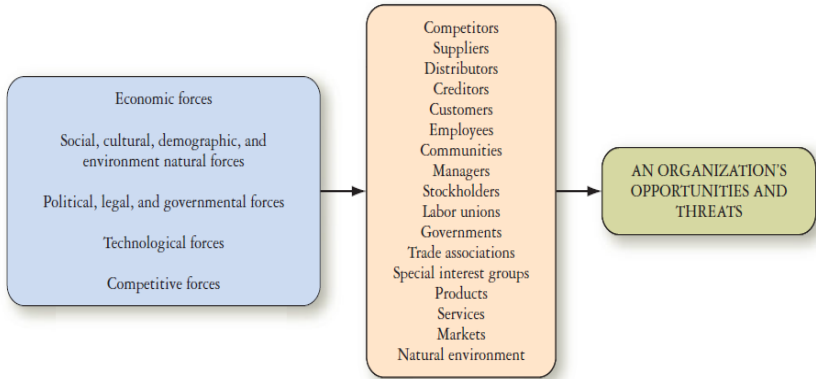 Economic forces
Social, cultural, demographic, and
environment natural forces
Political, legal, and governmental forces
Technological forces
Competitive forces
Competitors
Suppliers
Distributors
Creditors
Customers
Employees
Communities
Managers
Stockholders
Labor unions
Governments
Trade associations
Special interest groups
Products
Services
Markets
Natural environment
AN ORGANIZATION'S
OPPORTUNITIES AND
THREATS